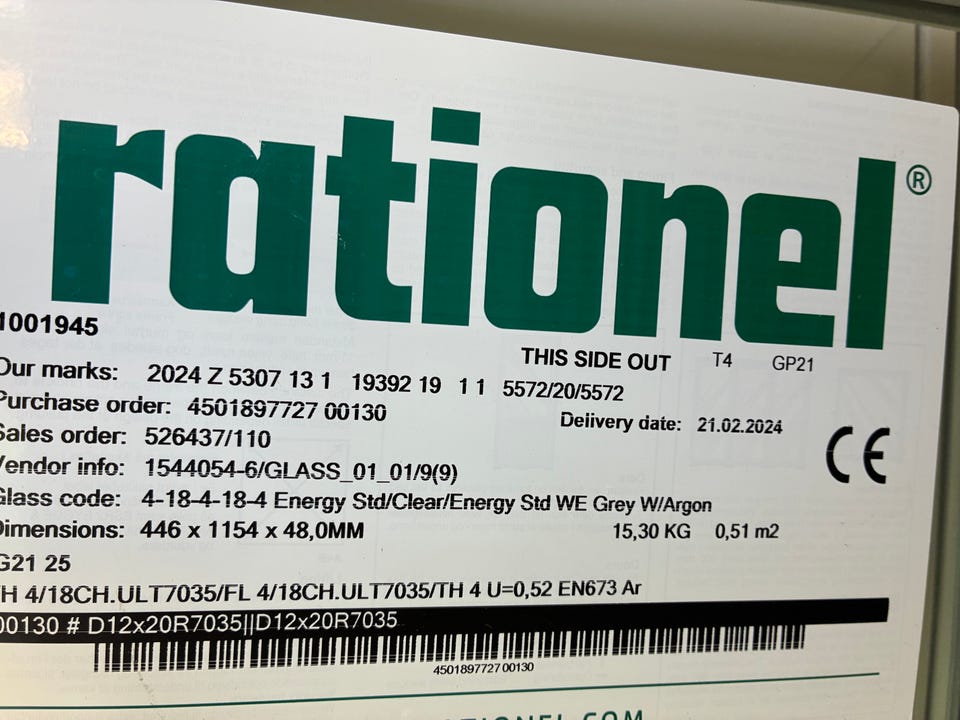 rationel®
1001945
THIS SIDE OUT T4 GP21
Our marks: 2024 Z 5307 13 1 19392 19 1 1 5572/20/5572
Purchase order: 4501897727 00130
Delivery date: 21.02.2024
Sales order: 526437/110
CE
Vendor info: 1544054-6/GLASS_01_01/9(9)
Glass code: 4-18-4-18-4 Energy Std/Clear/Energy Std WE Grey W/Argon
Dimensions: 446 x 1154 x 48,0MM 15,30 KG 0,51 m2
G21 25
TH 4/18CH.ULT7035/FL 4/18CH.ULT7035/TH 4 U=0,52 EN673 Ar
00130 # D12x20R7035||D12x20R7035
450189772700130